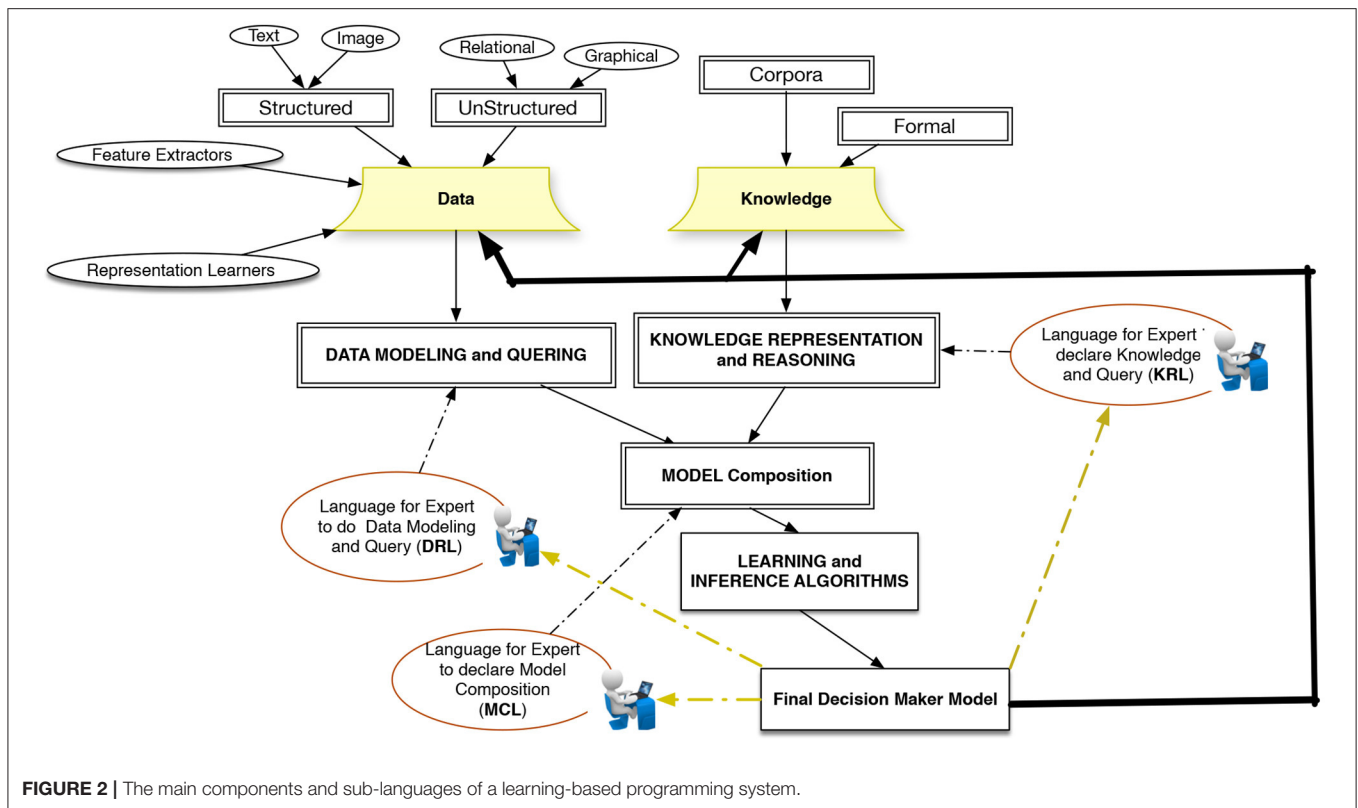 Text
Image
Relational
Graphical
Structured
UnStructured
Corpora
Formal
Feature Extractors
Data
Knowledge
Representation Learners
DATA MODELING and QUERING
KNOWLEDGE REPRESENTATION
and REASONING
Language for Expert
declare Knowledge
and Query (KRL)
MODEL Composition
Language for Expert
to do Data Modeling
and Query (DRL)
LEARNING and
INFERENCE ALGORITHMS
Language for Expert
to declare Model
Composition
(MCL)
Final Decision Maker Model
FIGURE 2 | The main components and sub-languages of a learning-based programming system.